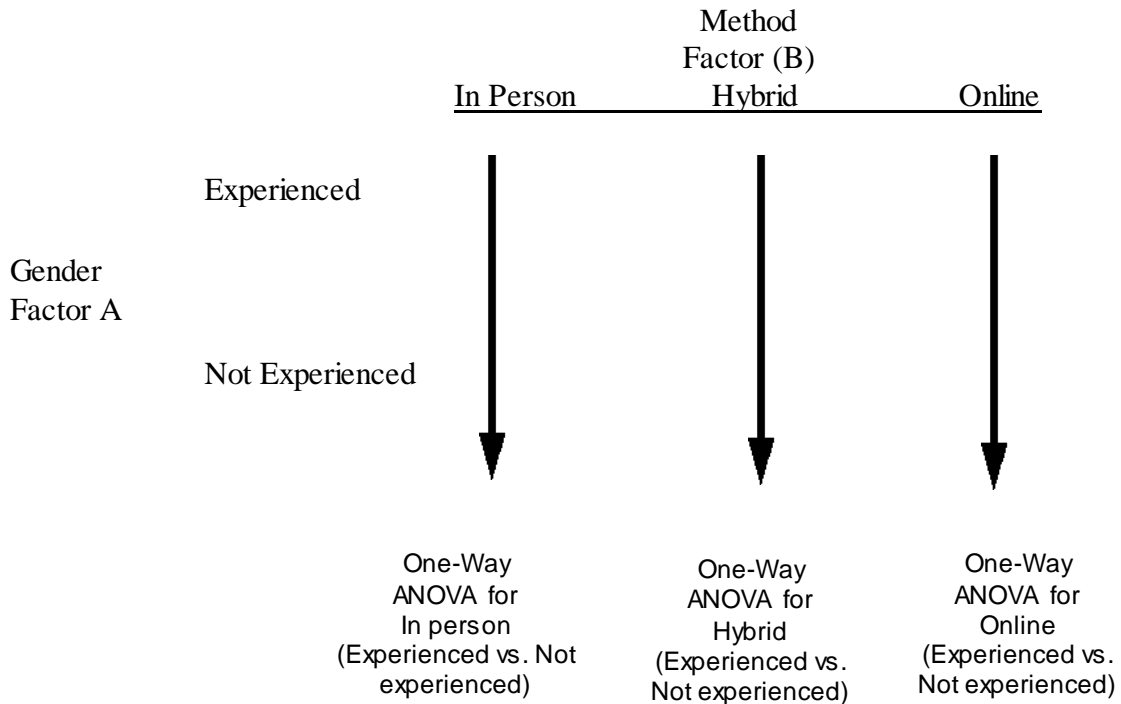 Method
Factor (B)
In Person Hybrid Online
Experienced
Gender
Factor A
Not Experienced
One-Way
ANOVA for
In person
(Experienced vs. Not
experienced)
One-Way
ANOVA for
Hybrid
(Experienced vs.
Not experienced)
One-Way
ANOVA for
Online
(Experienced vs.
Not experienced)